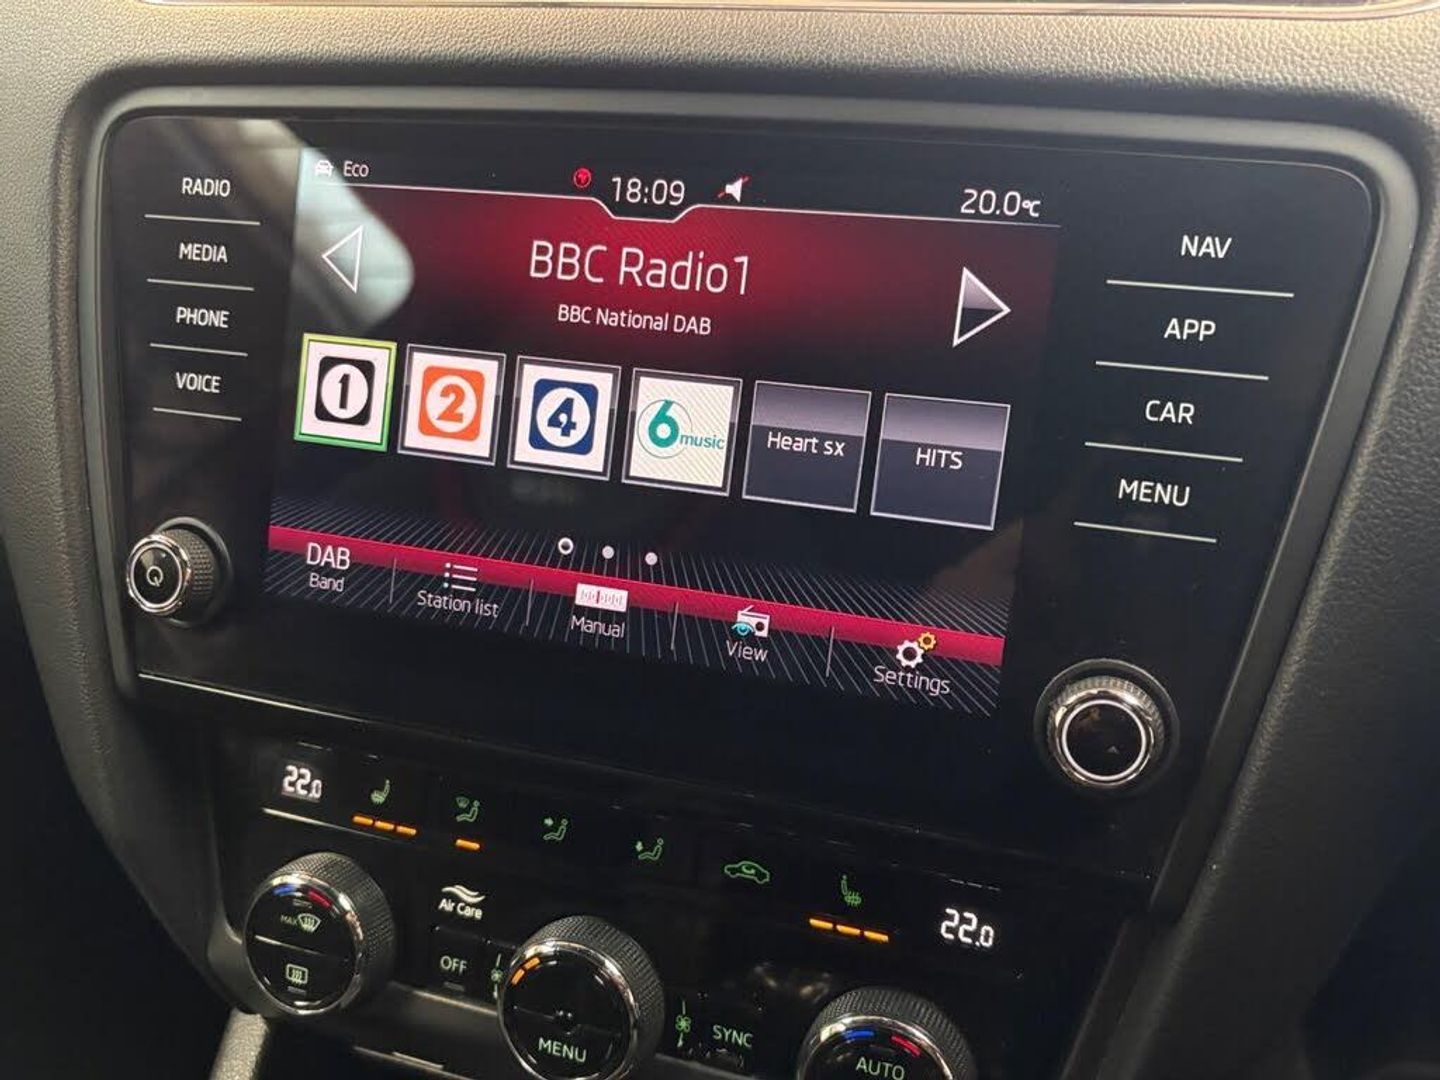 Eco
18:09
20.0°C
RADIO
MEDIA
PHONE
VOICE
BBC Radio1
BBC National DAB
NAV
APP
CAR
MENU
1
2
4
6 music
Heart sx
HITS
DAB
Band
Station list
Manual
View
Settings
22.0
22.0
MAX
Air Care
OFF
MENU
SYNC
AUTO